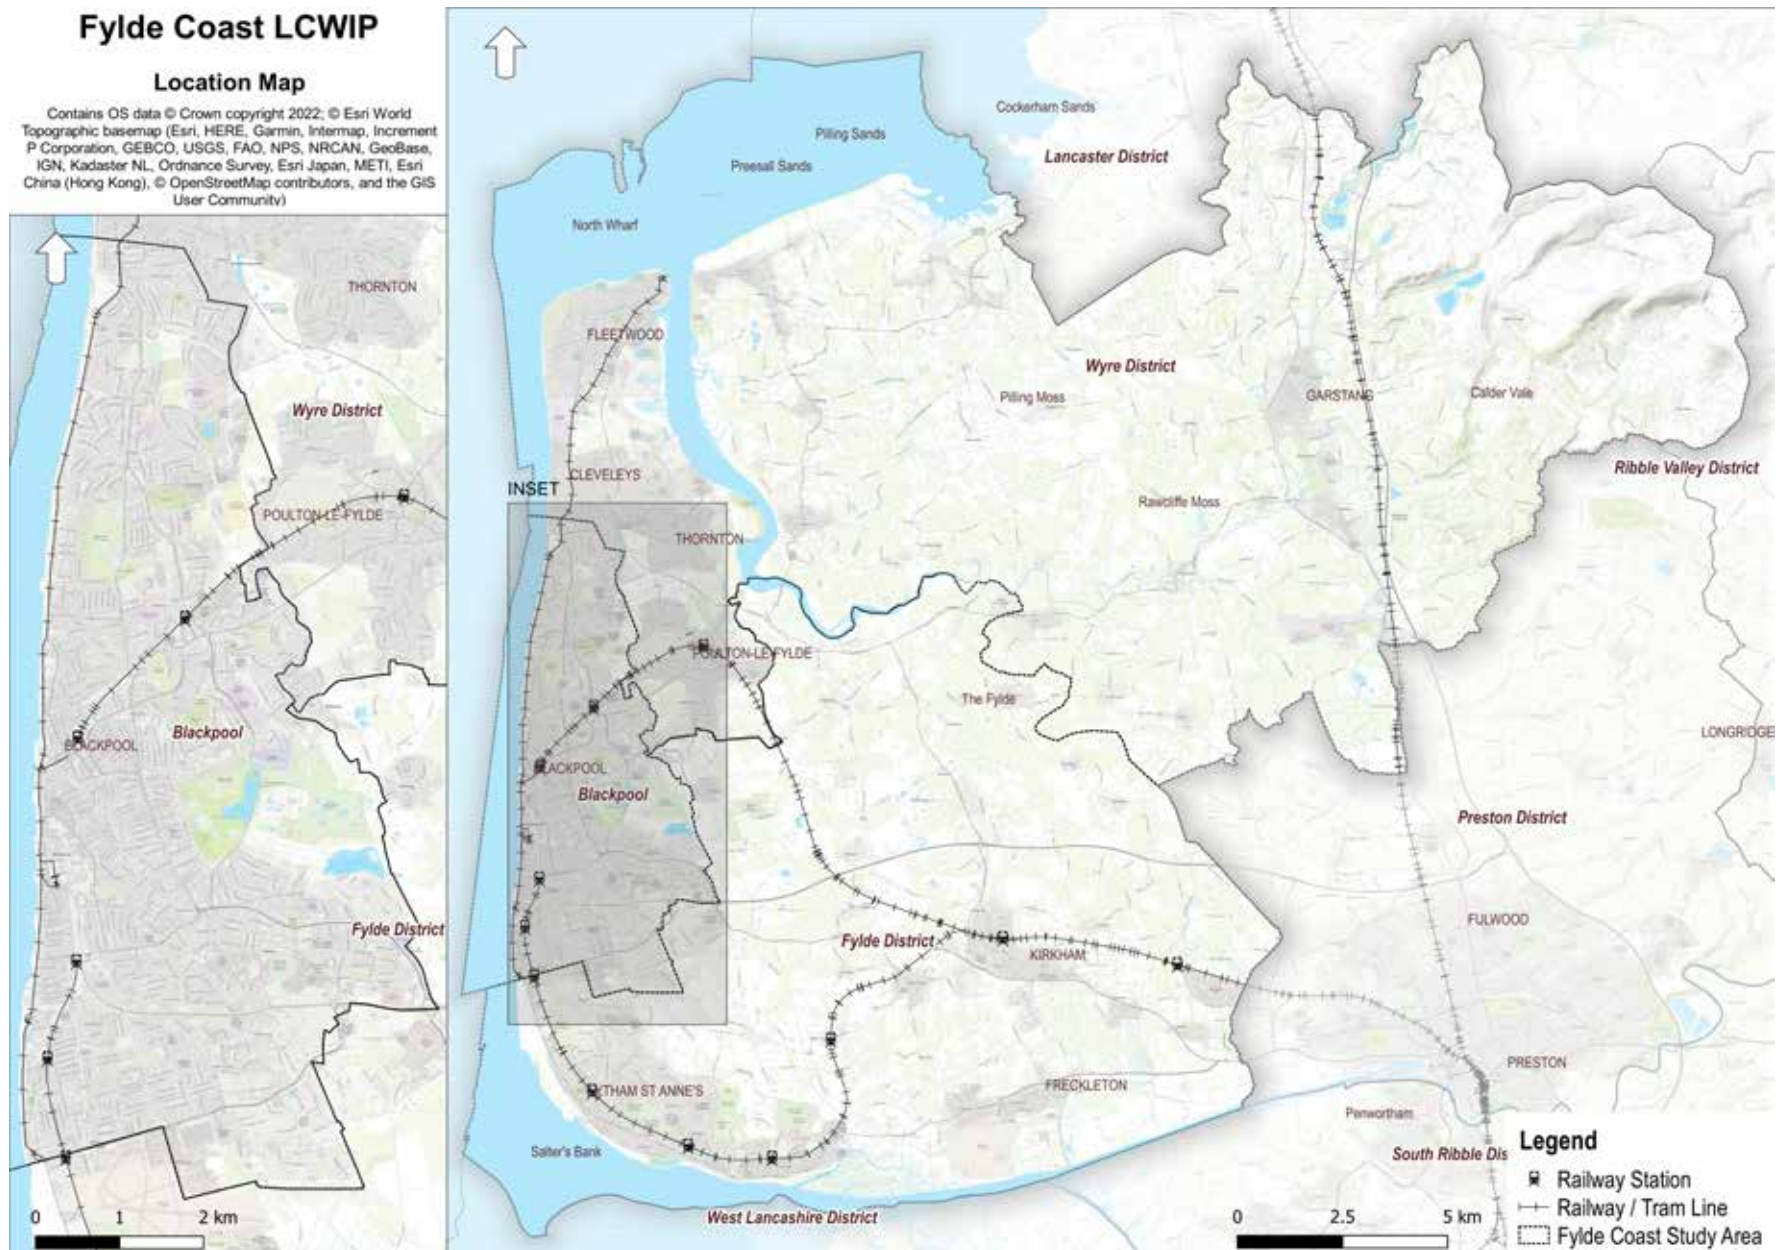 Fylde Coast LCWIP
Location Map
Contains OS data © Crown copyright 2022; © Esri World
Topographic basemap (Esri, HERE, Garmin, Intermap, Increment
P Corporation, GEBCO, USGS, FAO, NPS, NRCAN, GeoBase,
IGN, Kadaster NL, Ordnance Survey, Esri Japan, METI, Esri
China (Hong Kong), © OpenStreetMap contributors, and the GIS
User Community)
THORNTON
Wyre District
POULTON-LE-FYLDE
BLACKPOOL
Blackpool
Fylde District
0 1 2 km
Cockerham Sands
Pilling Sands
Lancaster District
Preesall Sands
North Wharf
FLEETWOOD
Wyre District
Pilling Moss
GARSTANG
Calder Vale
CLEVELEYS
Ribble Valley District
INSET
Rawcliffe Moss
THORNTON
POULTON-LE-FYLDE
The Fylde
LONGRIDGE
BLACKPOOL
Blackpool
Preston District
FULWOOD
Fylde District
KIRKHAM
PRESTON
FRECKLETON
THAM ST ANNE'S
Penwortham
Salter's Bank
South Ribble Dis
West Lancashire District
Legend
Railway Station
Railway / Tram Line
Fylde Coast Study Area
0 2.5 5 km